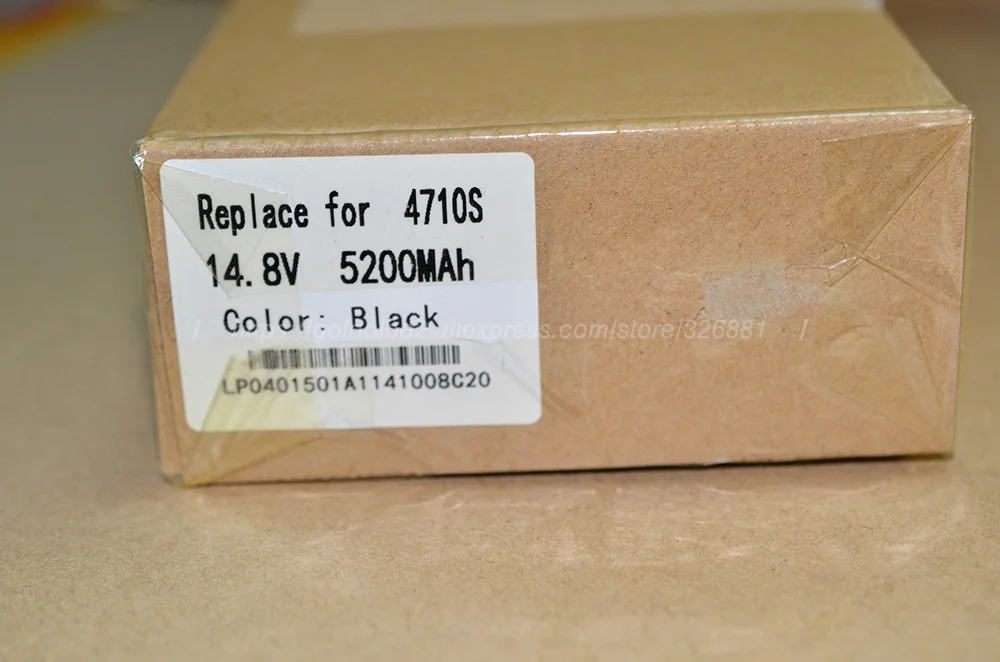 Replace for 4710S
14.8V 5200MAh
Color: Black
aliexpress.com/store/326881
LP0401501A1141008C20